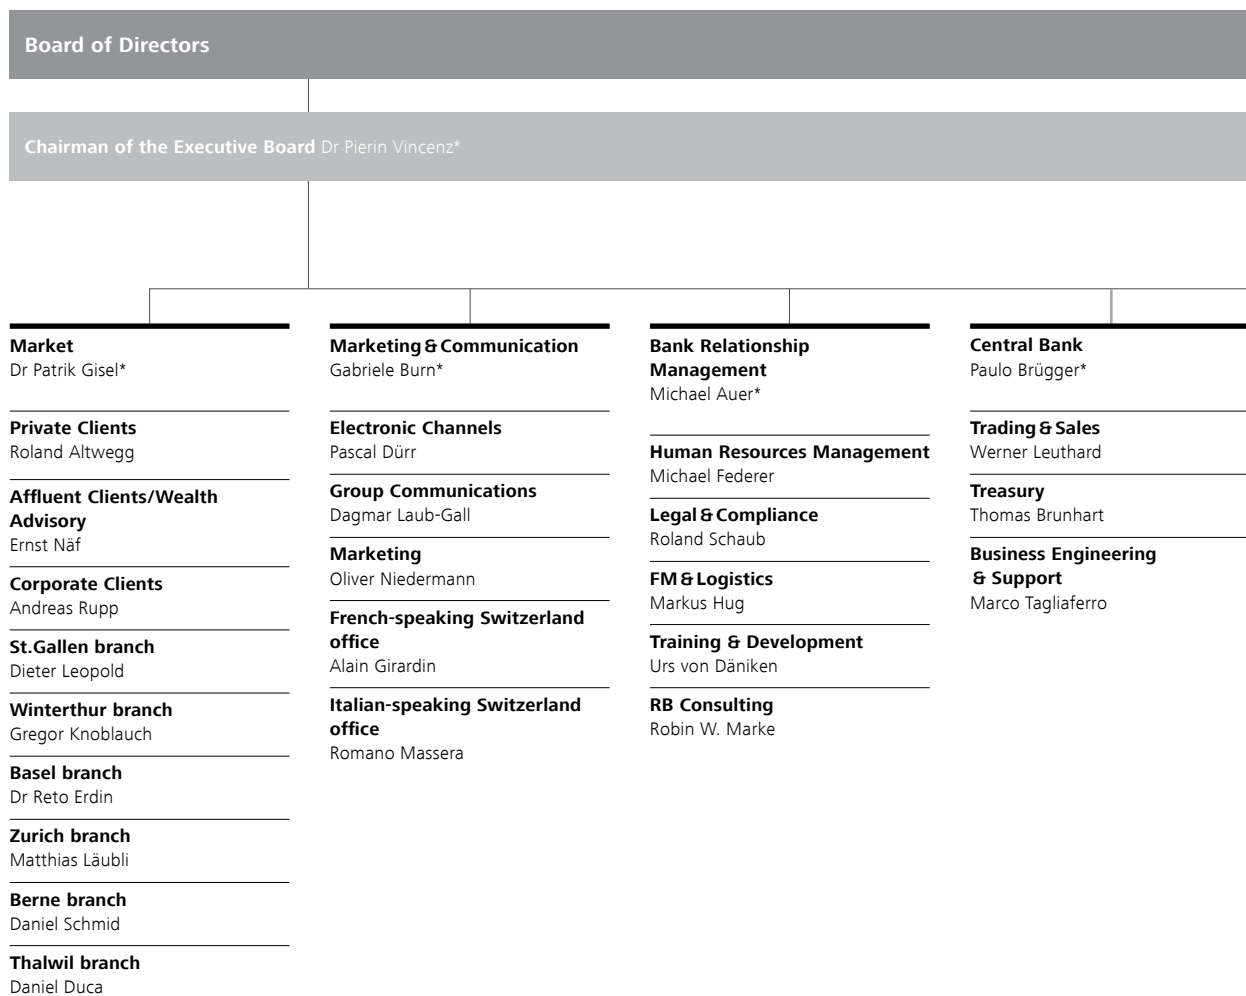 Board of Directors
Chairman of the Executive Board Dr Pierin Vincenz*
Market
Dr Patrik Gisel*
Private Clients
Roland Altwegg
Affluent Clients/Wealth
Advisory
Ernst Näf
Corporate Clients
Andreas Rupp
St.Gallen branch
Dieter Leopold
Winterthur branch
Gregor Knoblauch
Basel branch
Dr Reto Erdin
Zurich branch
Matthias Läubli
Berne branch
Daniel Schmid
Thalwil branch
Daniel Duca
Marketing & Communication
Gabriele Burn*
Electronic Channels
Pascal Dürr
Group Communications
Dagmar Laub-Gall
Marketing
Oliver Niedermann
French-speaking Switzerland
office
Alain Girardin
Italian-speaking Switzerland
office
Romano Massera
Bank Relationship
Management
Michael Auer*
Human Resources Management
Michael Federer
Legal & Compliance
Roland Schaub
FM & Logistics
Markus Hug
Training & Development
Urs von Däniken
RB Consulting
Robin W. Marke
Central Bank
Paulo Brügger*
Trading & Sales
Werner Leuthard
Treasury
Thomas Brunhart
Business Engineering
& Support
Marco Tagliaferro